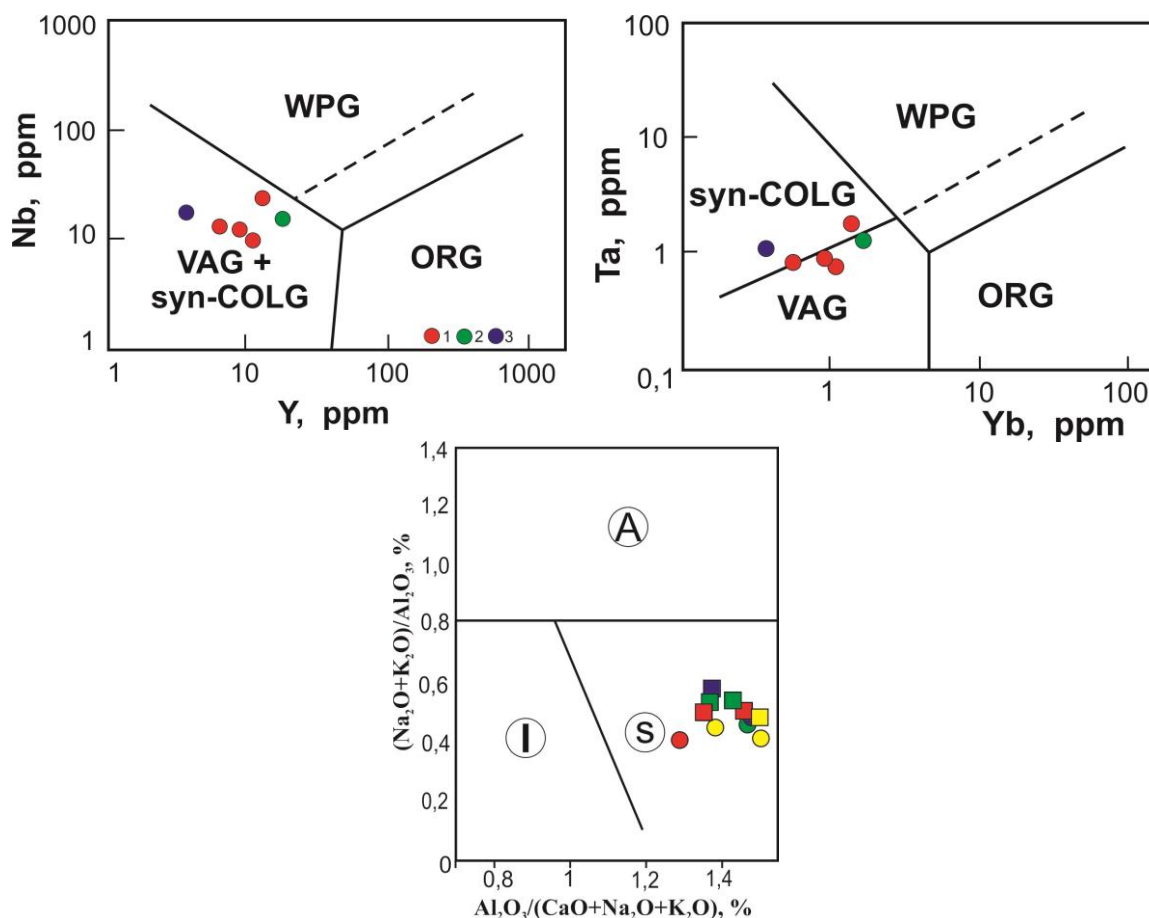 1000
100
10
1
Nb, ppm
WPG
VAG +
syn-COLG
ORG
1 2 3
1 10 100 1000
Y, ppm
100
10
1
0,1
Ta, ppm
WPG
syn-COLG
VAG
ORG
1 10 100
Yb, ppm
1,4
1,2
1,0
0,8
0,6
0,4
0,2
0
(Na₂O+K₂O)/Al₂O₃, %
A
I
S
0,8 1 1,2 1,4
Al₂O₃/(CaO+Na₂O+K₂O), %